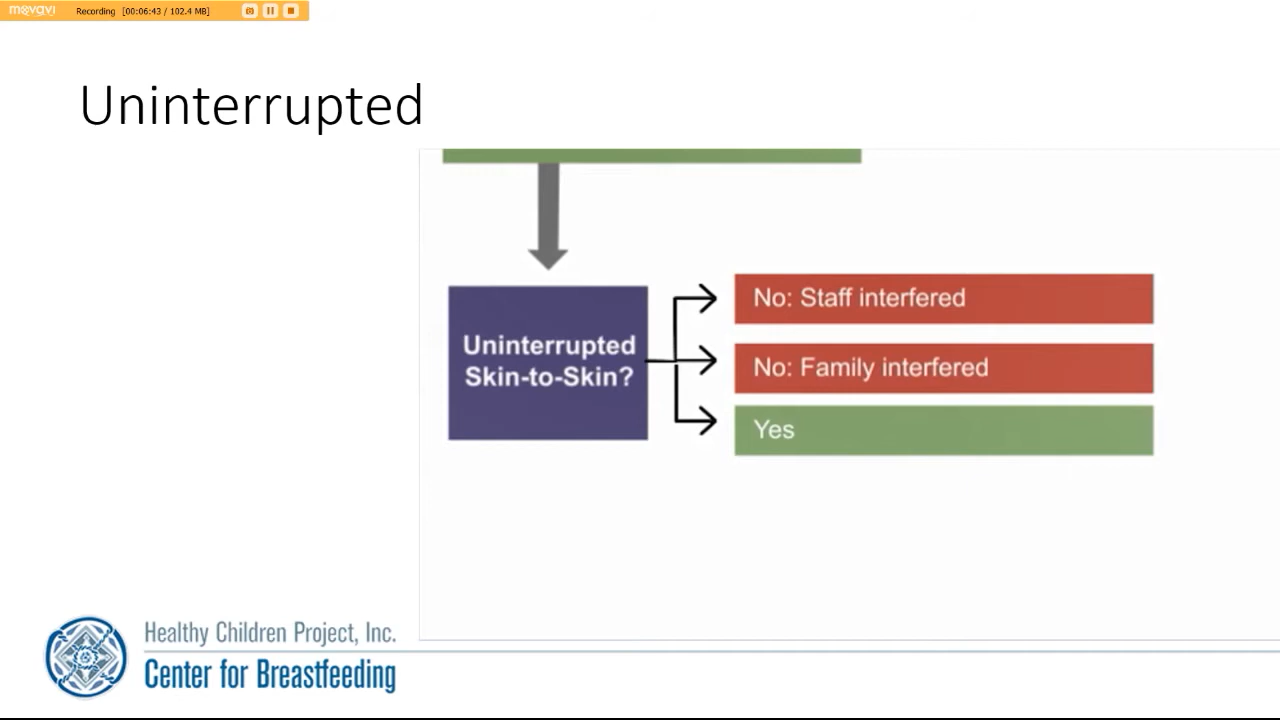 movavi Recording [00:06:43 / 102.4 MB]
Uninterrupted
Uninterrupted
Skin-to-Skin?
No: Staff interfered
No: Family interfered
Yes
Healthy Children Project, Inc.
Center for Breastfeeding